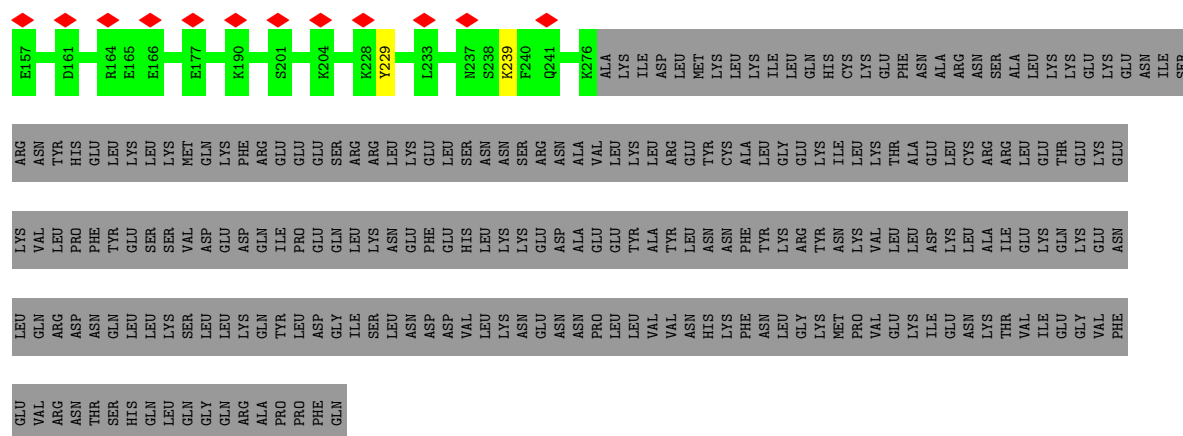 E157 D161 R164 E165 E166 E177 K190 S201 K204 K228 Y229 L233 N237 S238 K239 F240 Q241 K276 ALA LYS ILE ASP LEU MET LYS LEU LYS ILE LEU GLN HIS CYS LYS GLU PHE ASN ALA ARG ASN SER ALA LEU LYS LYS GLU LYS GLU ASN ILE SER
ARG ASN TYR HIS GLU LEU LYS LEU LYS MET GLN LYS PHE ARG GLU GLU GLU SER ARG ARG LEU LYS GLU LEU SER ASN ASN SER ARG ASN ALA VAL LEU LYS LEU ARG GLU TYR CYS ALA LEU GLY GLU LYS ILE LEU LYS THR ALA GLU LEU CYS ARG ARG LEU GLU THR GLU LYS GLU
LYS VAL LEU PRO PHE TYR GLU SER SER VAL ASP GLU ASP GLN ILE PRO GLU GLN LEU LYS ASN GLU PHE GLU HIS LEU LYS LYS GLU ASP ALA GLU GLU TYR ALA TYR LEU ASN ASN PHE TYR LYS ARG TYR ASN LYS VAL LEU LEU ASP LYS LEU ALA ILE GLU LYS GLN LYS GLU ASN
LEU GLN ARG ASP ASN GLN LEU LEU LYS SER LEU LEU LYS GLN TYR LEU ASP GLY ILE SER LEU ASN ASP ASP VAL LEU LYS ASN GLU ASN ASN PRO LEU LEU VAL VAL ASN HIS LYS PHE ASN LEU GLY LYS MET PRO VAL GLU LYS ILE GLU ASN LYS THR VAL ILE GLU GLY VAL PHE
GLU VAL ARG ASN THR SER HIS GLN LEU GLN GLY GLN ARG ALA PRO PRO PHE GLN